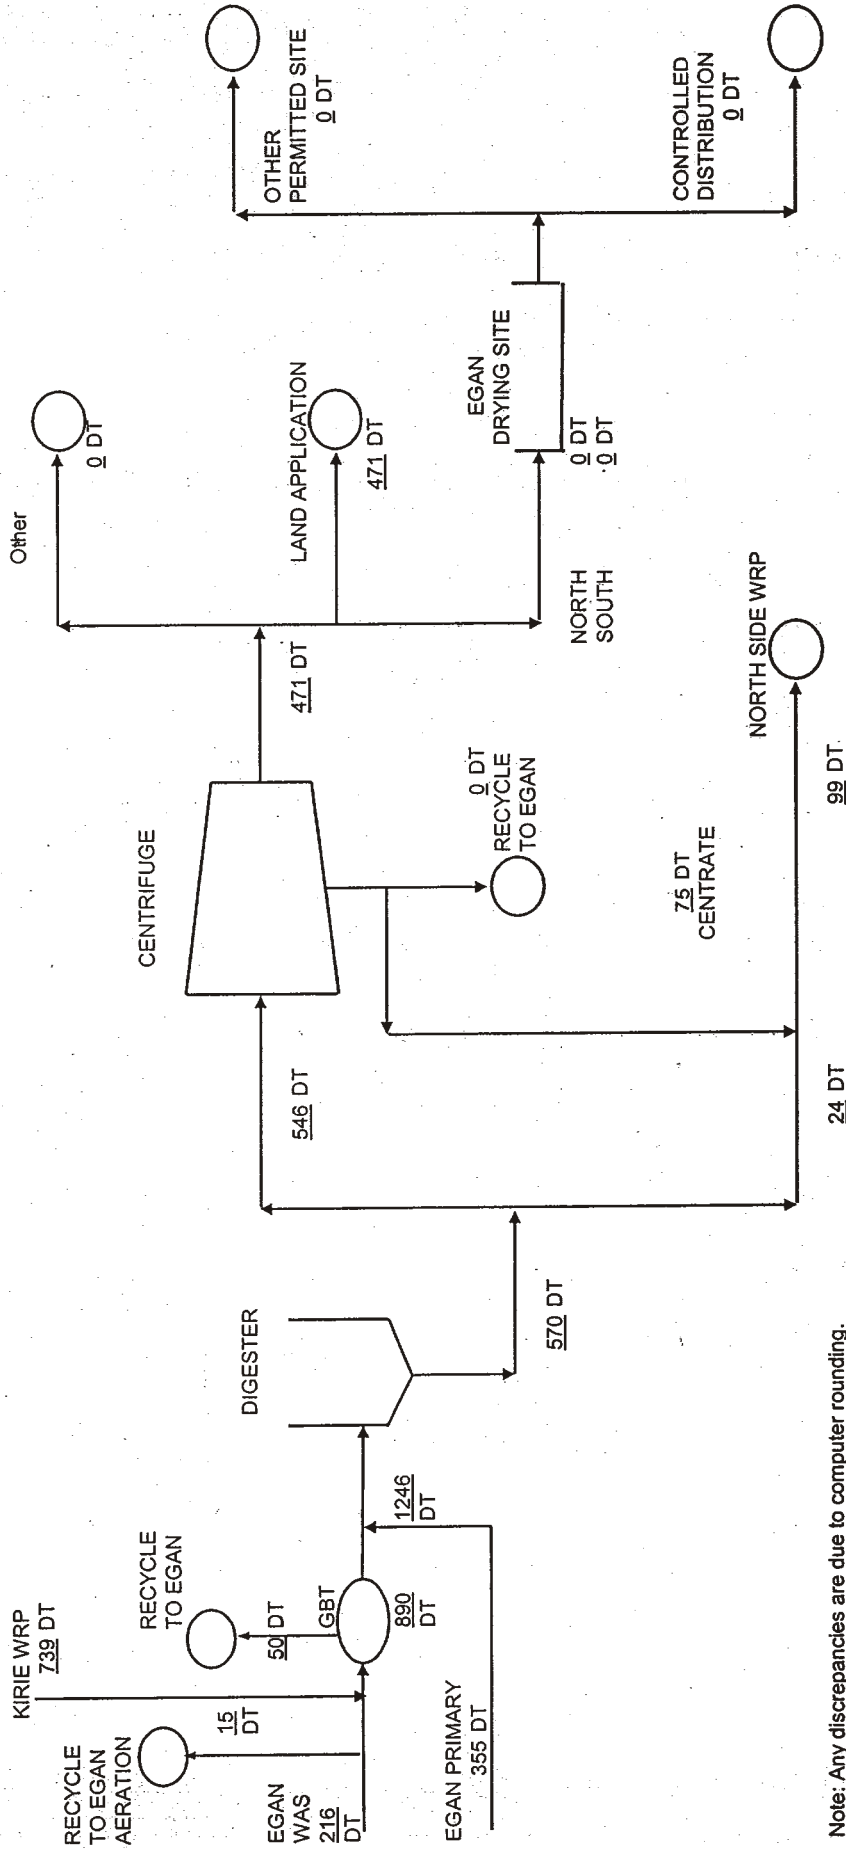 KIRIE WRP
739 DT
RECYCLE
TO EGAN
AERATION
15
DT
EGAN
WAS
216
DT
RECYCLE
TO EGAN
50 DT
GBT
890
DT
EGAN PRIMARY
355 DT
1246
DT
DIGESTER
570 DT
546 DT
24 DT
CENTRIFUGE
0 DT
RECYCLE
TO EGAN
75 DT
CENTRATE
99 DT
NORTH SIDE WRP
471 DT
Other
0 DT
LAND APPLICATION
471 DT
NORTH
SOUTH
EGAN
DRYING SITE
0 DT
0 DT
OTHER
PERMITTED SITE
0 DT
CONTROLLED
DISTRIBUTION
0 DT
Note: Any discrepancies are due to computer rounding.